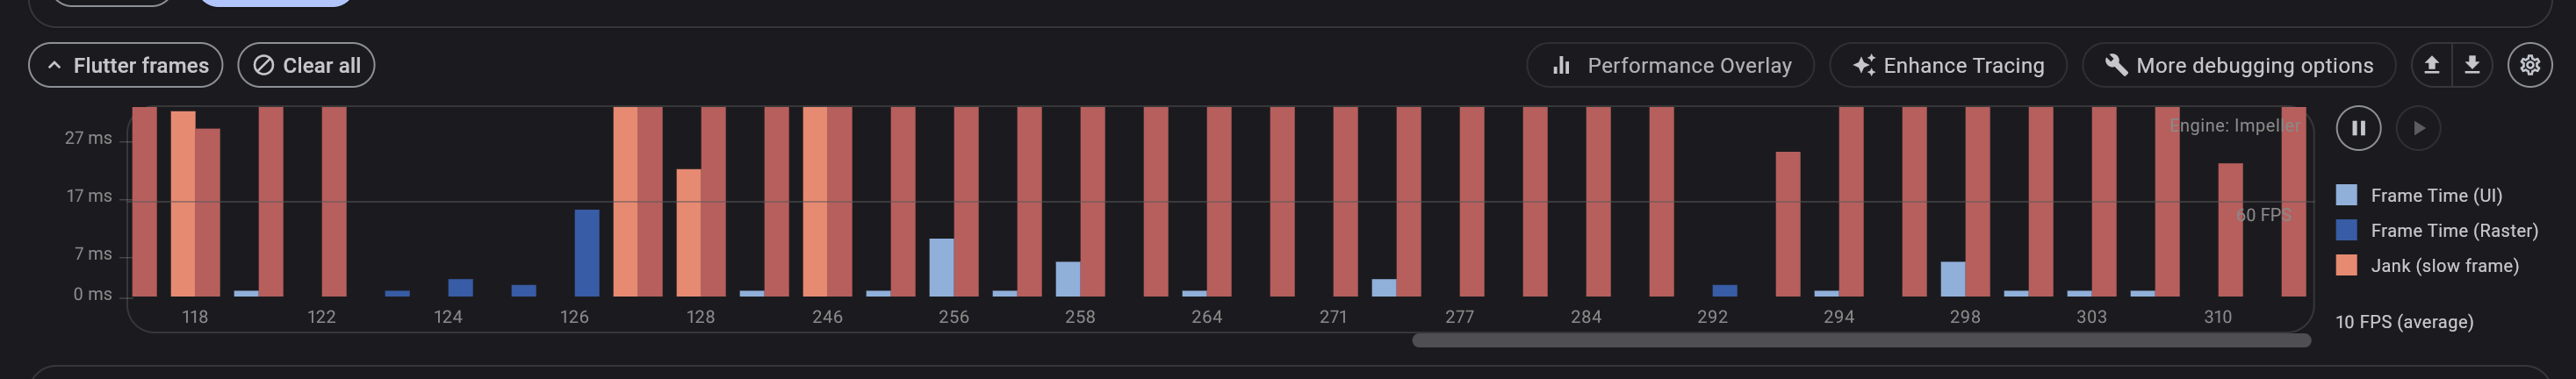 Flutter frames
Clear all
Performance Overlay
Enhance Tracing
More debugging options
27 ms
17 ms
7 ms
0 ms
Engine: Impeller
60 FPS
118 122 124 126 128 246 256 258 264 271 277 284 292 294 298 303 310
Frame Time (UI)
Frame Time (Raster)
Jank (slow frame)
10 FPS (average)